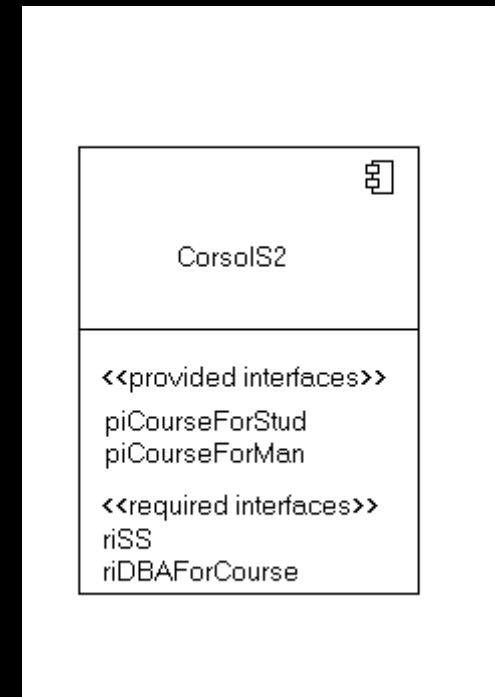 CorsoIS2
<<provided interfaces>>
piCourseForStud
piCourseForMan
<<required interfaces>>
riSS
riDBAForCourse